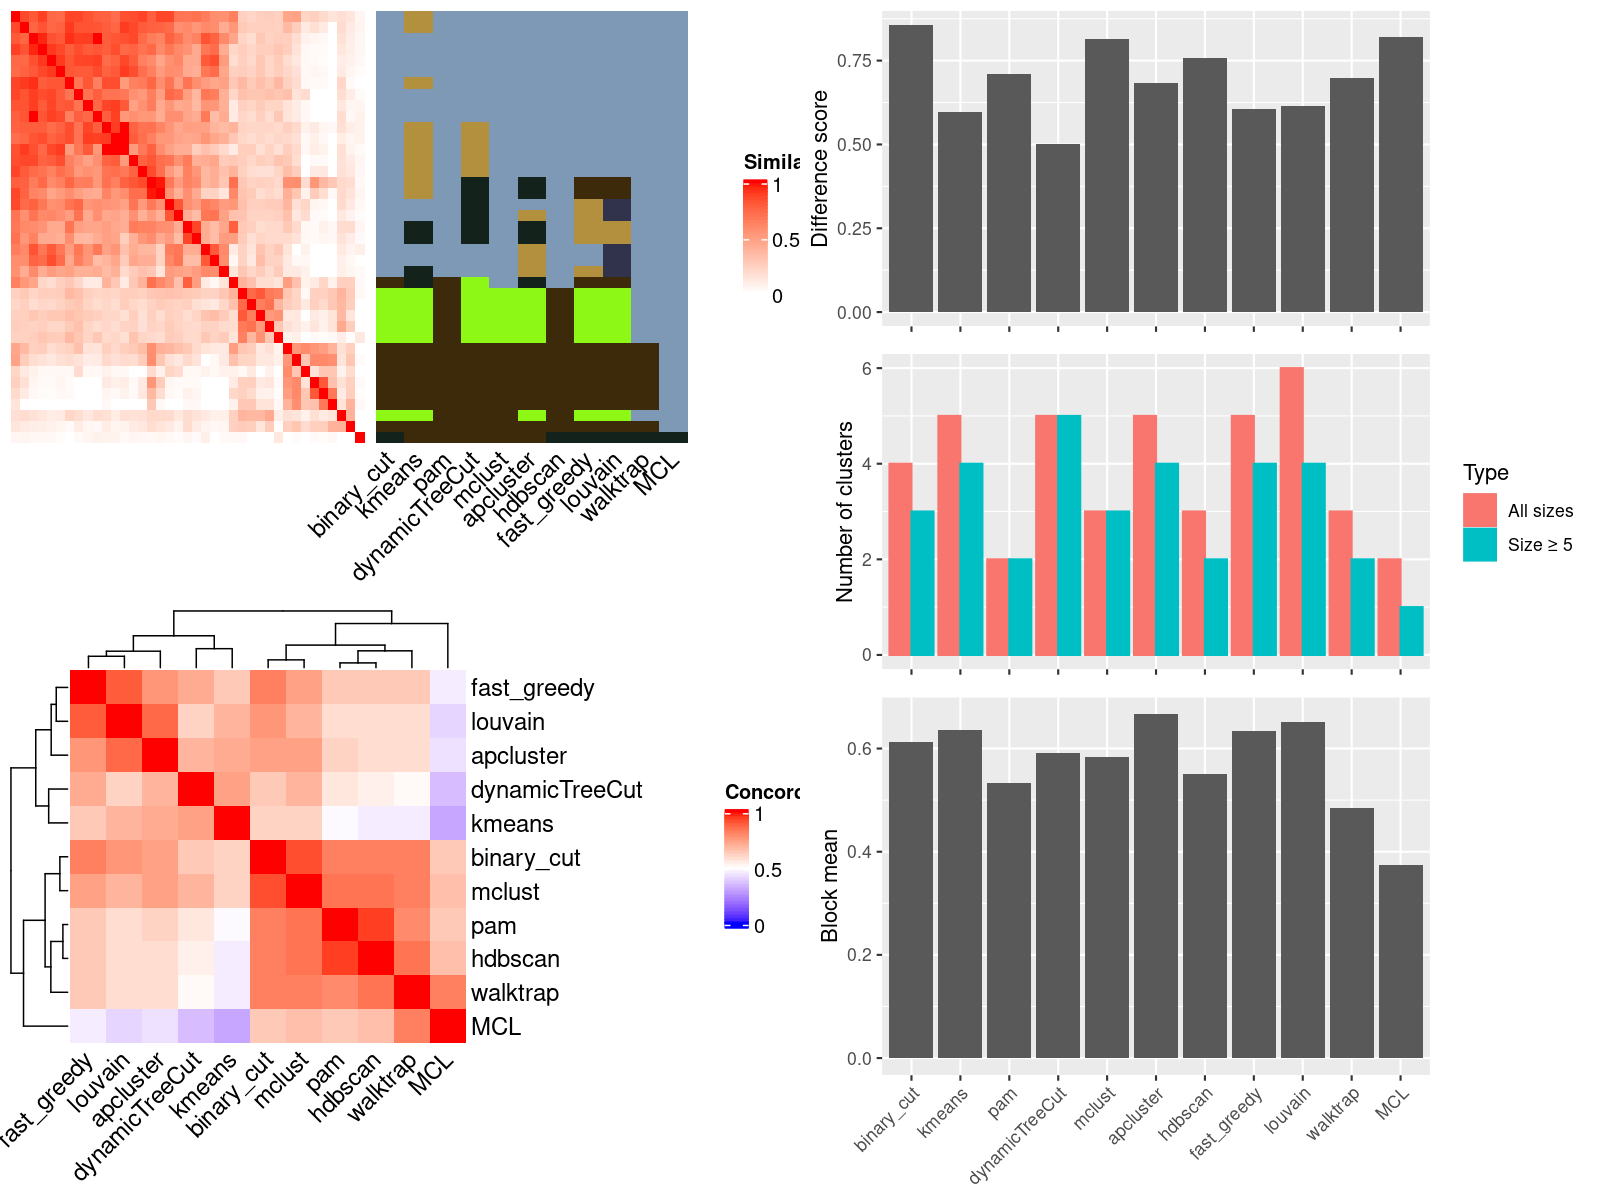 Simila
1
0.5
0
binary_cut
kmeans
pam
dynamicTreeCut
mclust
apcluster
hdbscan
fast_greedy
louvain
walktrap
MCL
Difference score
0.75
0.50
0.25
0.00
Number of clusters
6
4
2
0
Type
All sizes
Size ≥ 5
fast_greedy
louvain
apcluster
dynamicTreeCut
kmeans
binary_cut
mclust
pam
hdbscan
walktrap
MCL
fast_greedy
louvain
apcluster
dynamicTreeCut
kmeans
binary_cut
mclust
pam
hdbscan
walktrap
MCL
Concord
1
0.5
0
Block mean
0.6
0.4
0.2
0.0
binary_cut
kmeans
pam
dynamicTreeCut
mclust
apcluster
hdbscan
fast_greedy
louvain
walktrap
MCL